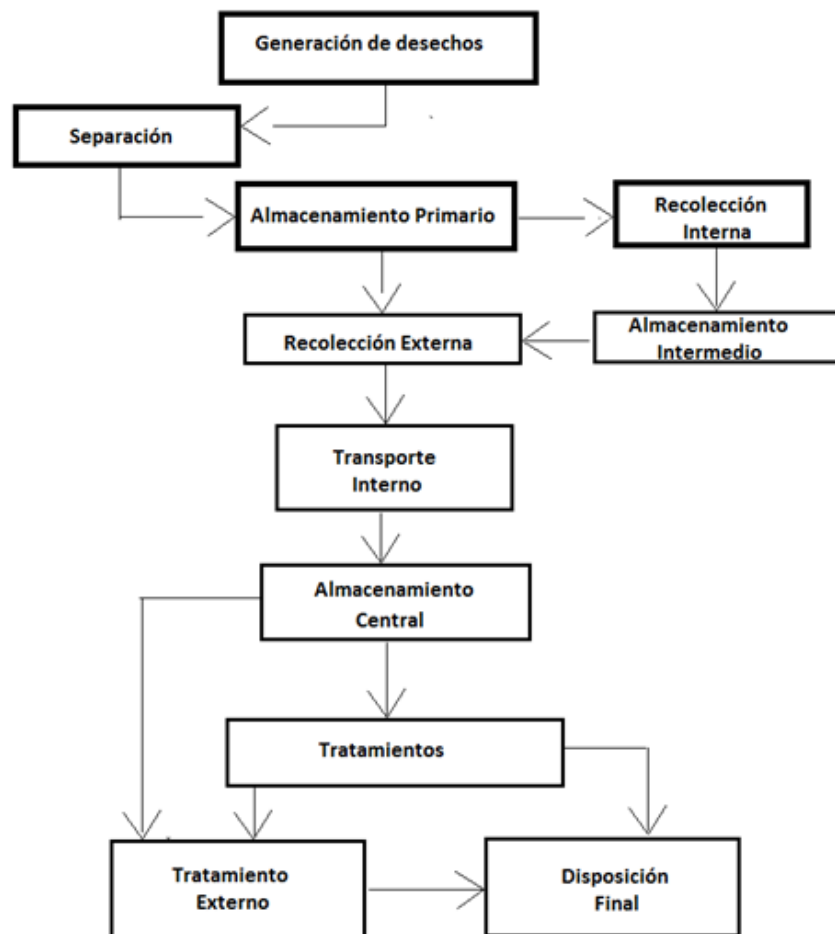 Generación de desechos
Separación
Almacenamiento Primario
Recolección
Interna
Recolección Externa
Almacenamiento
Intermedio
Transporte
Interno
Almacenamiento
Central
Tratamientos
Tratamiento
Externo
Disposición
Final